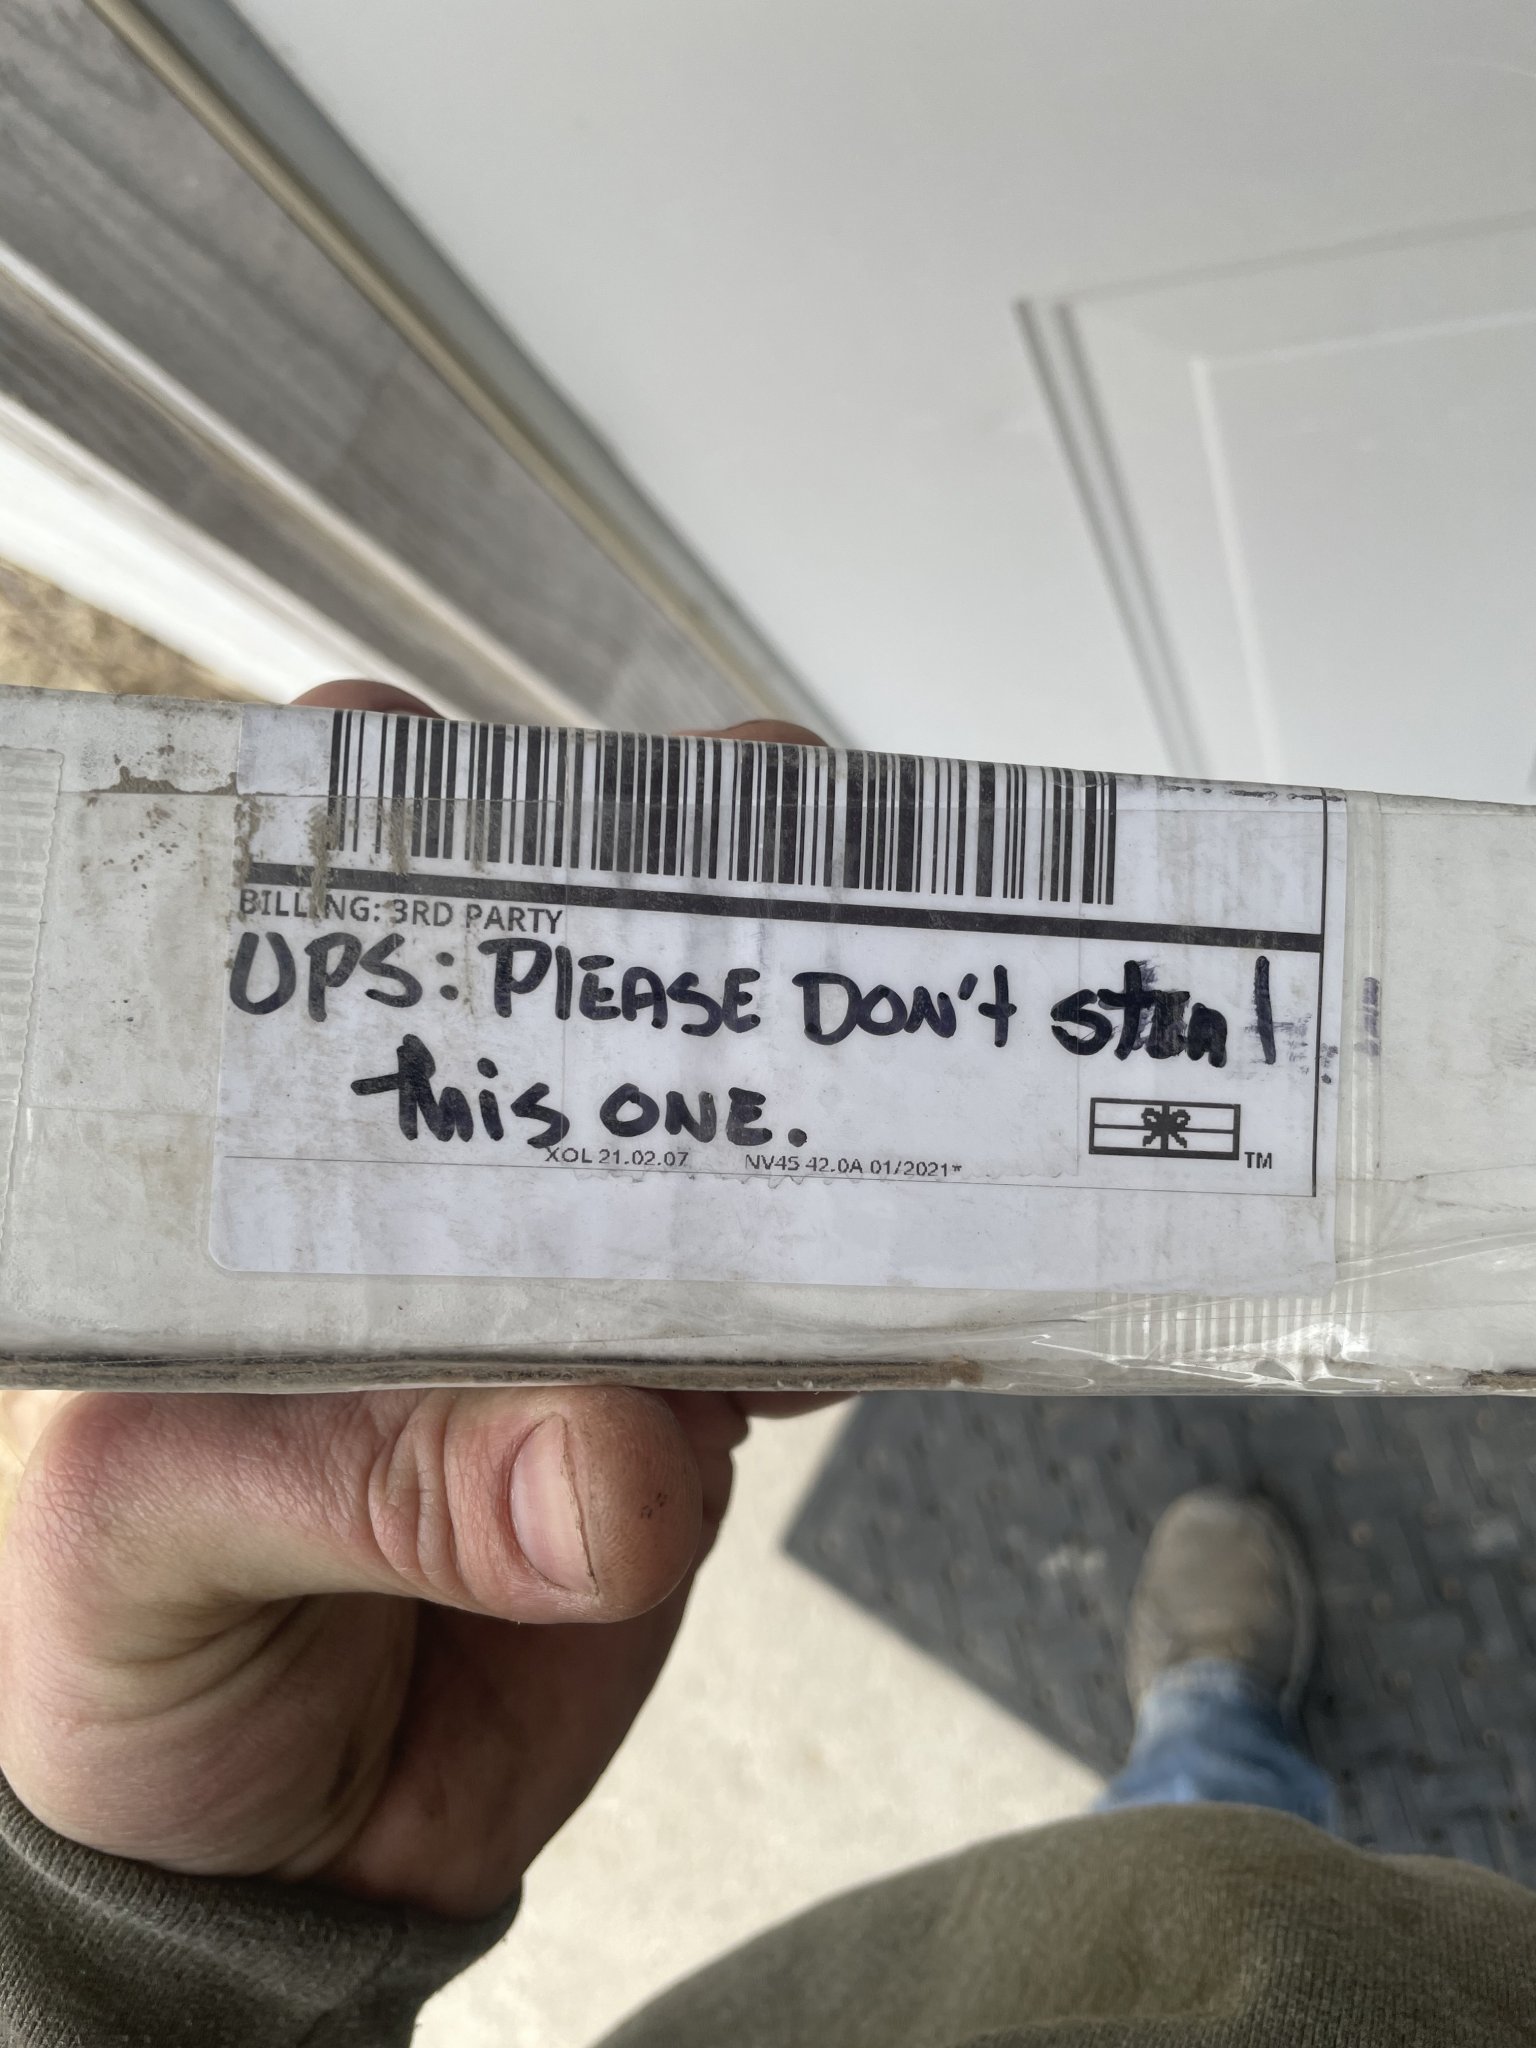 BILLING: 3RD PARTY
UPS: PLEASE DON't steal
this ONE.
XOL 21.02.07 NV45 42.0A 01/2021*
TM